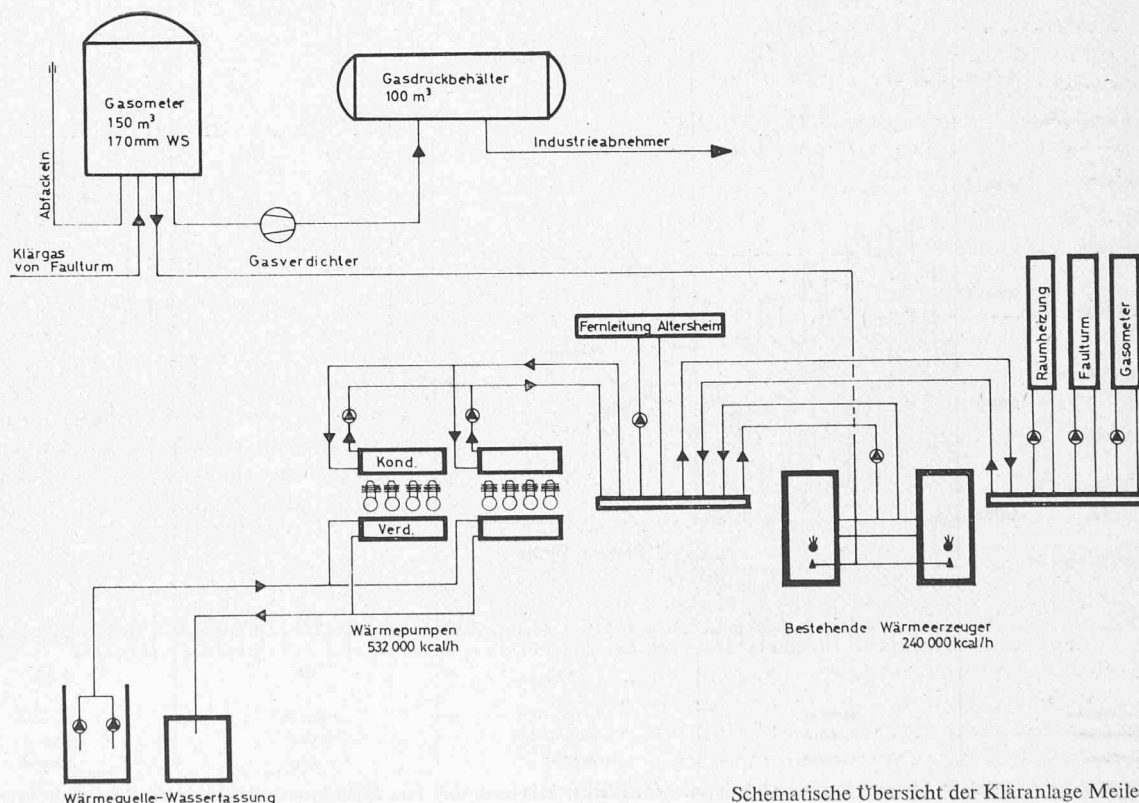 Gasometer
150 m³
170mm WS
Abfackeln
Gasdruckbehälter
100 m³
Industrieabnehmer
Klärgas
von Faulturm
Gasverdichter
Fernleitung Altersheim
Raumheizung
Faulturm
Gasometer
Kond.
Verd.
Wärmepumpen
532 000 kcal/h
Bestehende Wärmeerzeuger
240 000 kcal/h
Wärmequelle-Wasserfassung
Schematische Übersicht der Kläranlage Meile